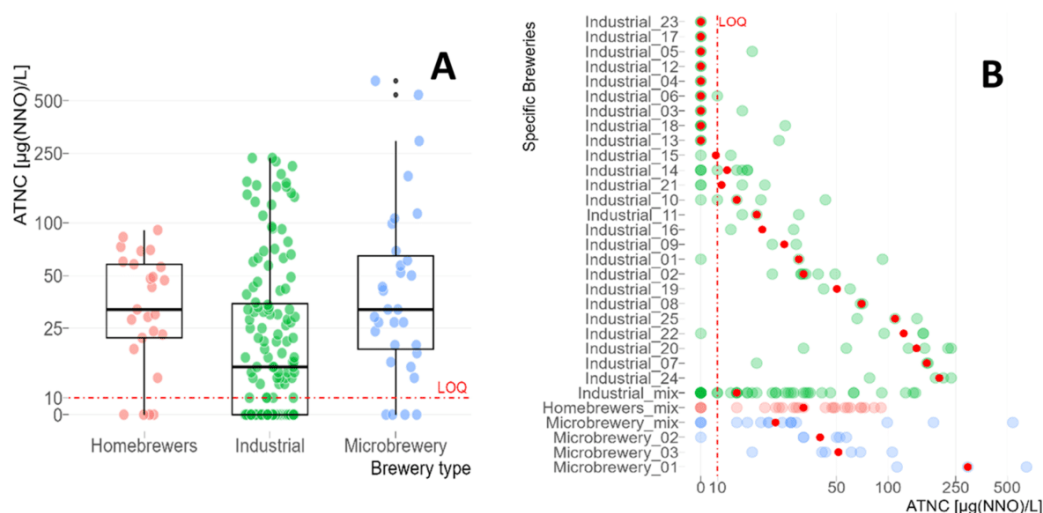 A
ATNC [µg(NNO)/L]
500
250
100
50
25
10
0
LOQ
Homebrewers
Industrial
Microbrewery
Brewery type
B
Specific Breweries
LOQ
Industrial_23
Industrial_17
Industrial_05
Industrial_12
Industrial_04
Industrial_06
Industrial_03
Industrial_18
Industrial_13
Industrial_15
Industrial_14
Industrial_21
Industrial_10
Industrial_11
Industrial_16
Industrial_09
Industrial_01
Industrial_02
Industrial_19
Industrial_08
Industrial_25
Industrial_22
Industrial_20
Industrial_07
Industrial_24
Industrial_mix
Homebrewers_mix
Microbrewery_mix
Microbrewery_02
Microbrewery_03
Microbrewery_01
0 10 50 100 250 500
ATNC [µg(NNO)/L]